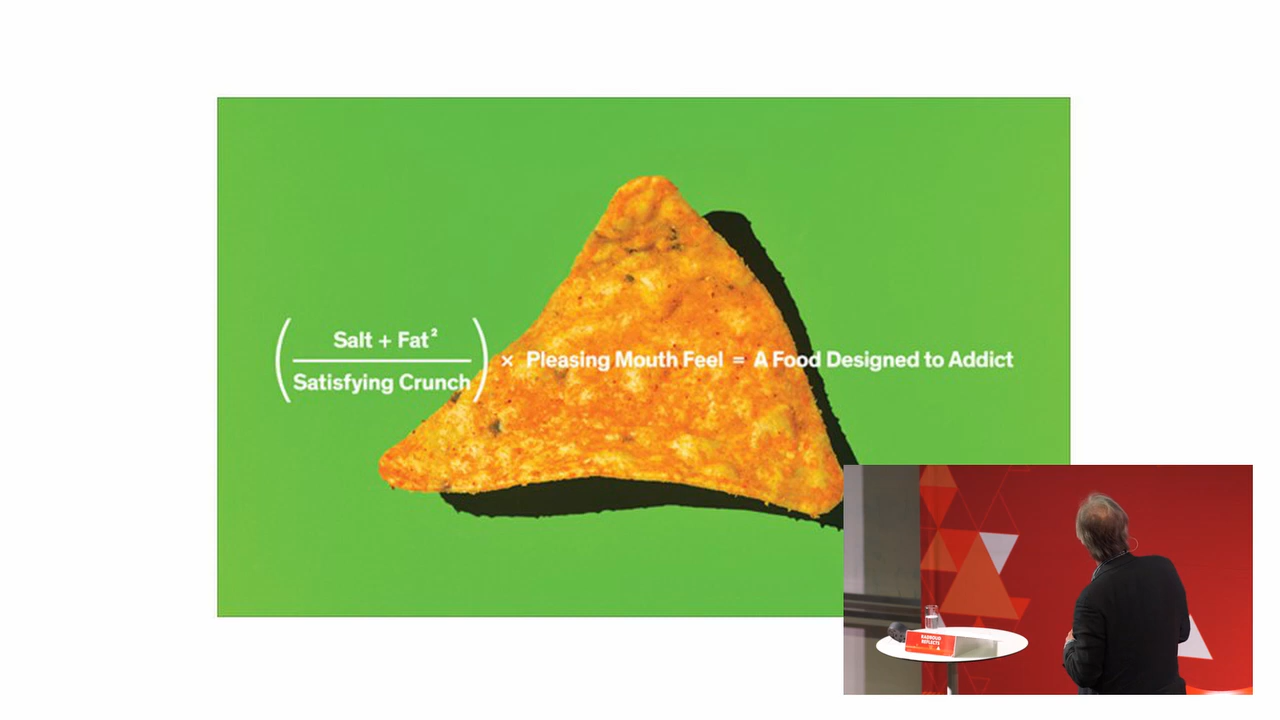 Salt + Fat²
Satisfying Crunch
× Pleasing Mouth Feel = A Food Designed to Addict
RADBOUD
REFLECTS